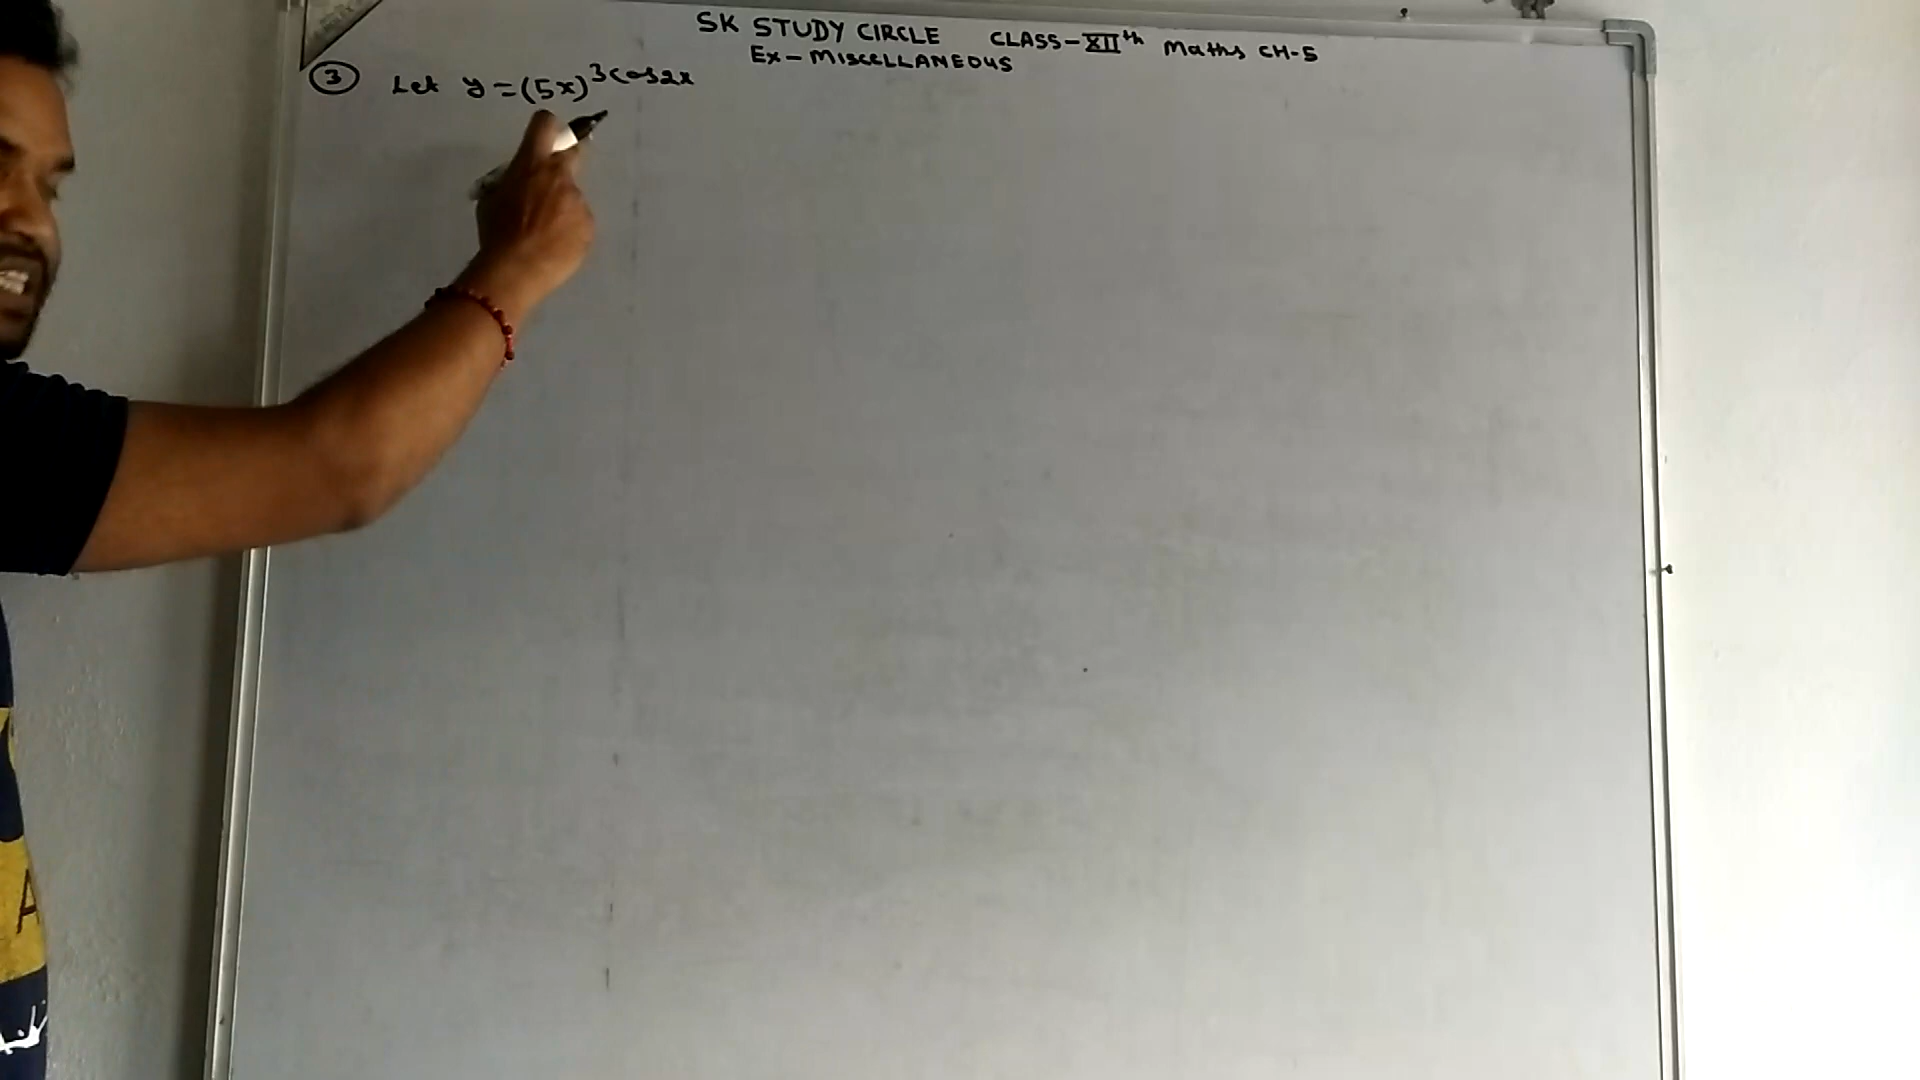 SK STUDY CIRCLE CLASS-XIIth Maths CH-5
Ex-MISCELLANEOUS
③ Let y=(5x)^3cos2x
A